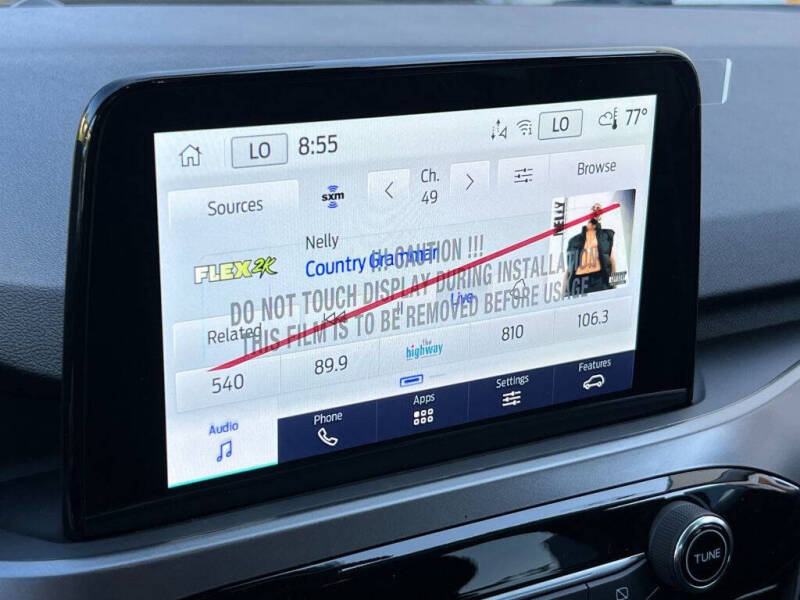 LO 8:55 LO 77°
Sources sxm Ch. 49 Browse
Nelly
NELLY
FLEX2K Country Grammar
!!! CAUTION !!!
DO NOT TOUCH DISPLAY DURING INSTALLATION
THIS FILM IS TO BE REMOVED BEFORE USAGE
Live
Related
540 89.9 the highway 810 106.3
Audio Phone Apps Settings Features
TUNE